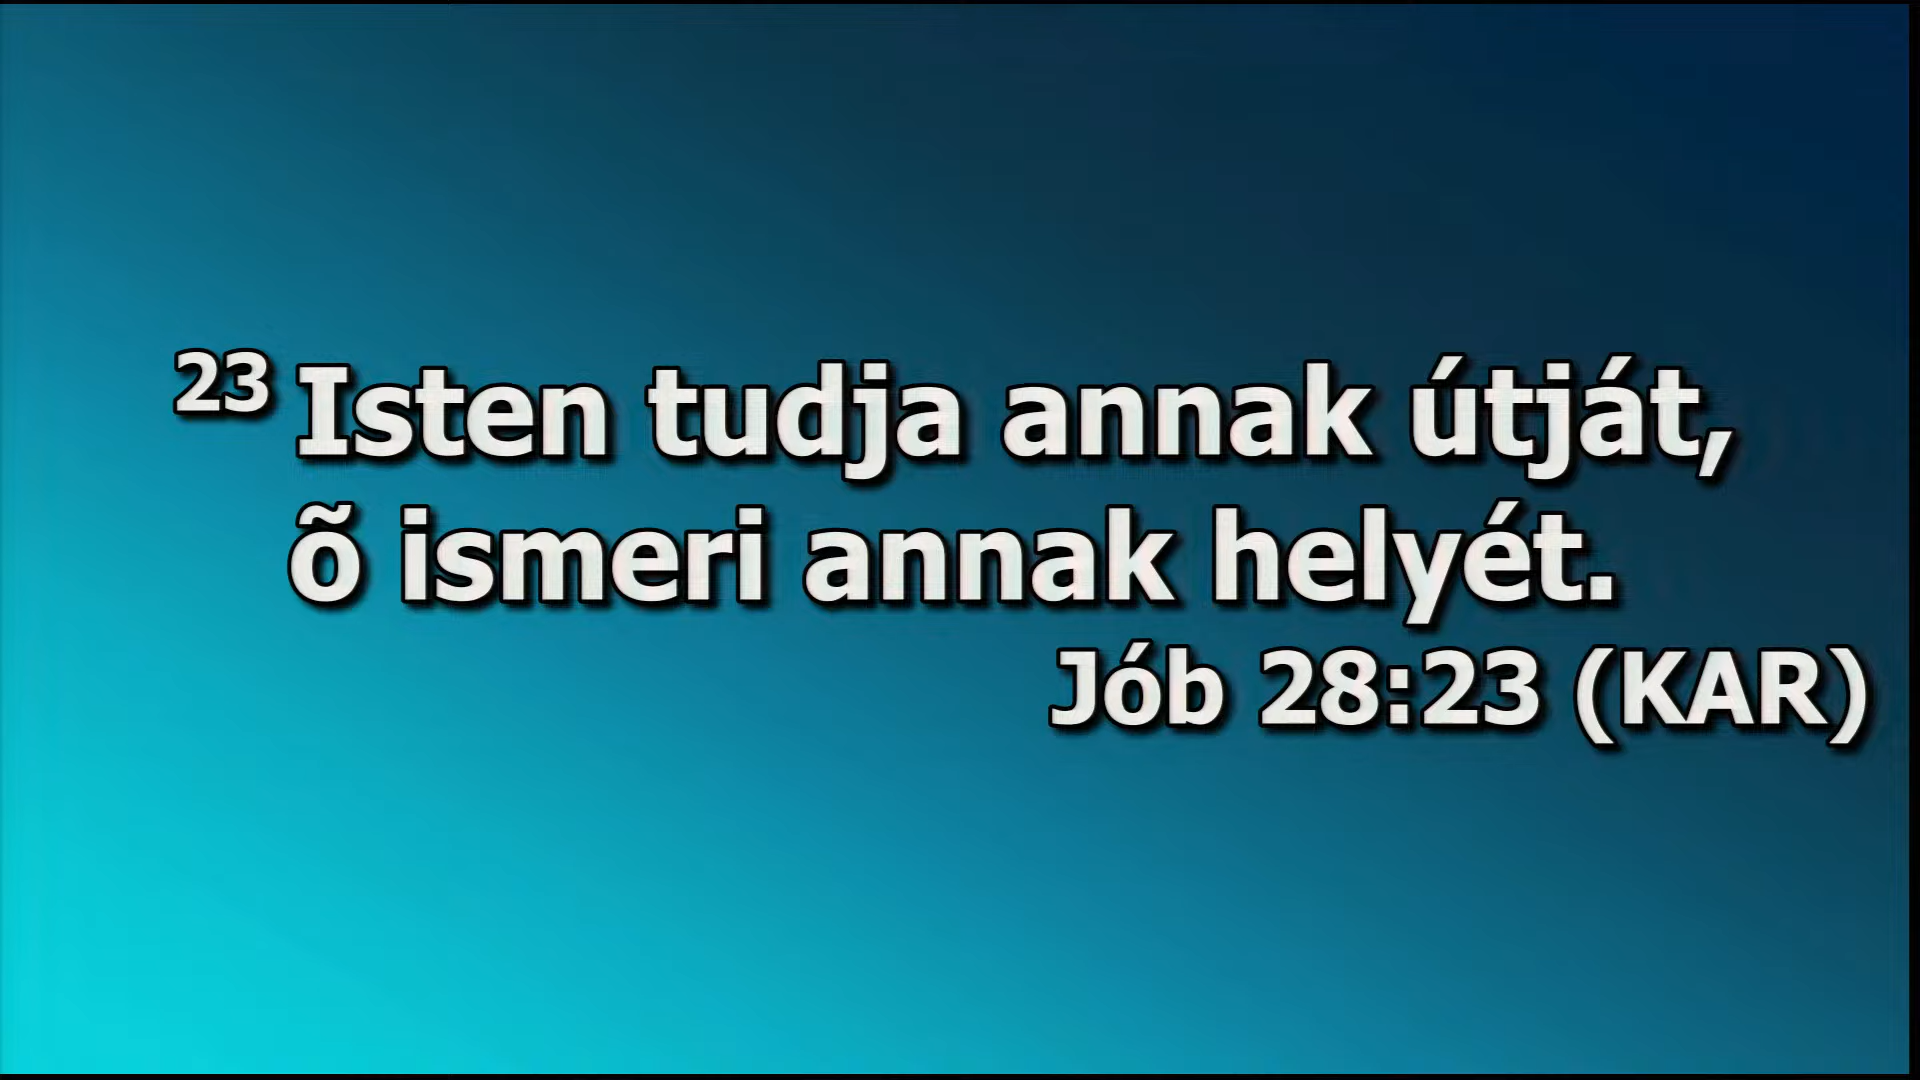 23 Isten tudja annak útját,
õ ismeri annak helyét.
Jób 28:23 (KAR)